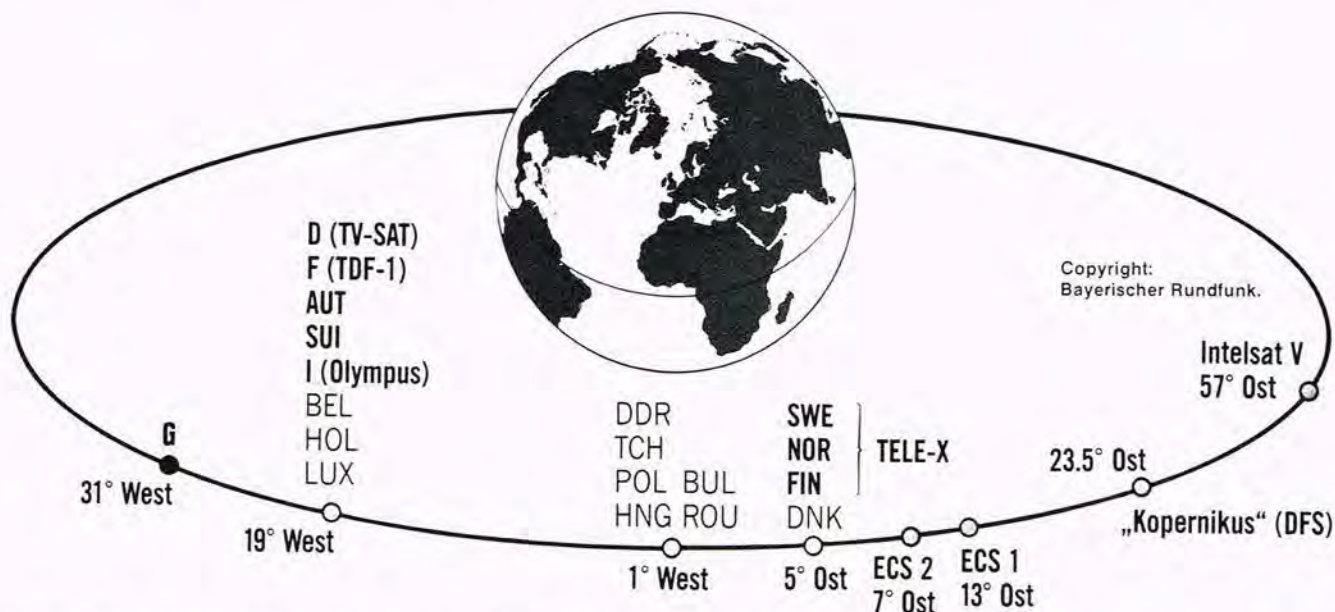 D (TV-SAT)
F (TDF-1)
AUT
SUI
I (Olympus)
BEL
HOL
LUX
G
31° West
19° West
DDR
TCH
POL BUL
HNG ROU
1° West
SWE
NOR
FIN
DNK
TELE-X
5° Ost
ECS 2
7° Ost
ECS 1
13° Ost
23.5° Ost
„Kopernikus“ (DFS)
Intelsat V
57° Ost
Copyright:
Bayerischer Rundfunk.